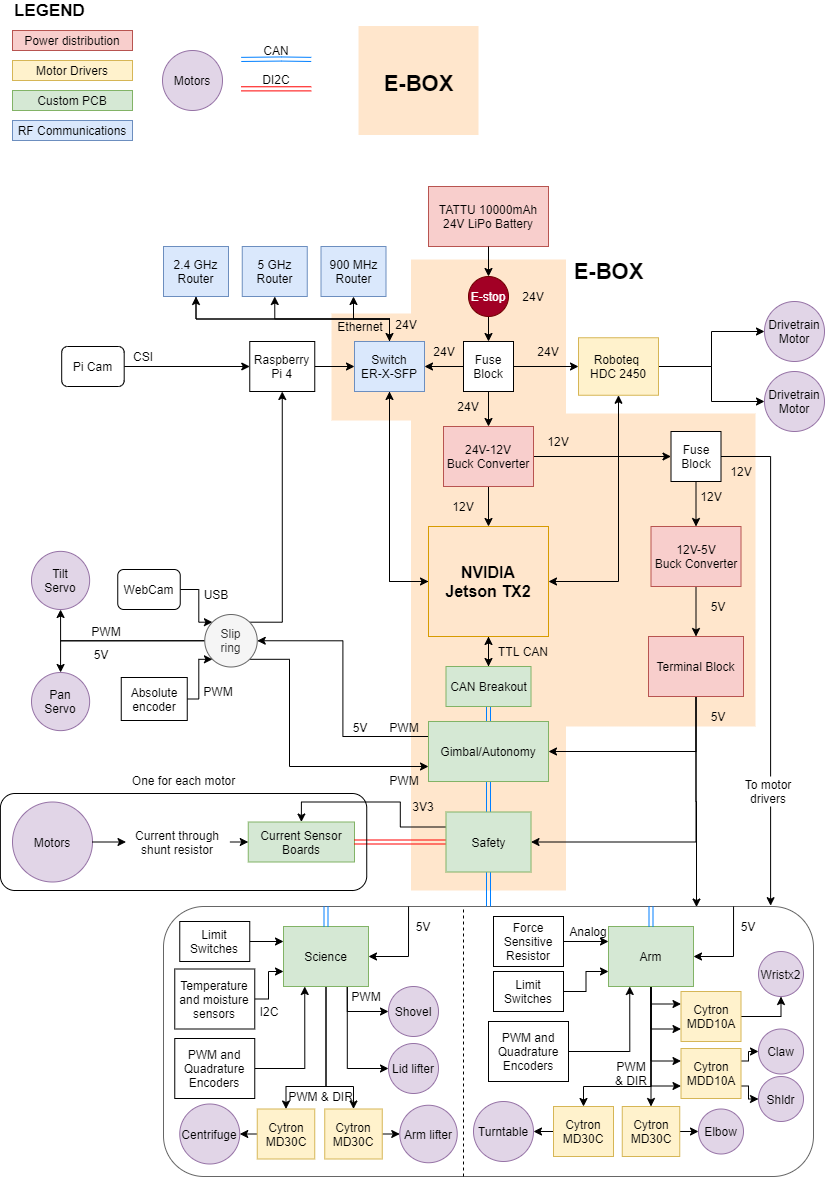 LEGEND
Power distribution
Motor Drivers
Custom PCB
RF Communications
Motors
CAN
DI2C
E-BOX
TATTU 10000mAh
24V LiPo Battery
E-BOX
2.4 GHz
Router
5 GHz
Router
900 MHz
Router
E-stop
24V
Ethernet
24V
Drivetrain
Motor
Pi Cam
CSI
Raspberry
Pi 4
Switch
ER-X-SFP
24V
Fuse
Block
24V
Roboteq
HDC 2450
Drivetrain
Motor
24V
24V-12V
Buck Converter
12V
Fuse
Block
12V
12V
12V
NVIDIA
Jetson TX2
12V-5V
Buck Converter
5V
Tilt
Servo
WebCam
USB
PWM
5V
Slip
ring
TTL CAN
Terminal Block
Pan
Servo
Absolute
encoder
PWM
CAN Breakout
5V
5V
PWM
Gimbal/Autonomy
PWM
One for each motor
To motor
drivers
3V3
Motors
Current through
shunt resistor
Current Sensor
Boards
Safety
Limit
Switches
5V
Science
Temperature
and moisture
sensors
I2C
PWM
Shovel
PWM and
Quadrature
Encoders
Lid lifter
PWM & DIR
Centrifuge
Cytron
MD30C
Cytron
MD30C
Arm lifter
Force
Sensitive
Resistor
Analog
5V
Arm
Limit
Switches
Wristx2
Cytron
MDD10A
PWM and
Quadrature
Encoders
PWM
& DIR
Cytron
MDD10A
Claw
Shldr
Turntable
Cytron
MD30C
Cytron
MD30C
Elbow